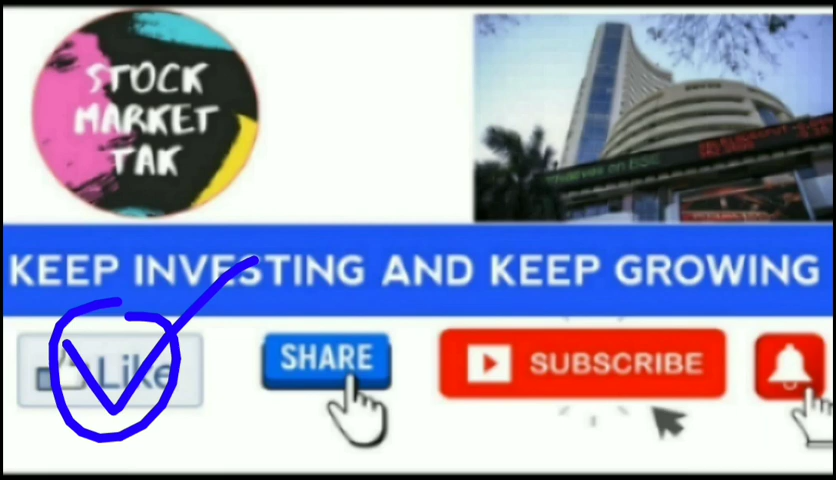 STOCK
MARKET
TAK
KEEP INVESTING AND KEEP GROWING
Like
SHARE
SUBSCRIBE